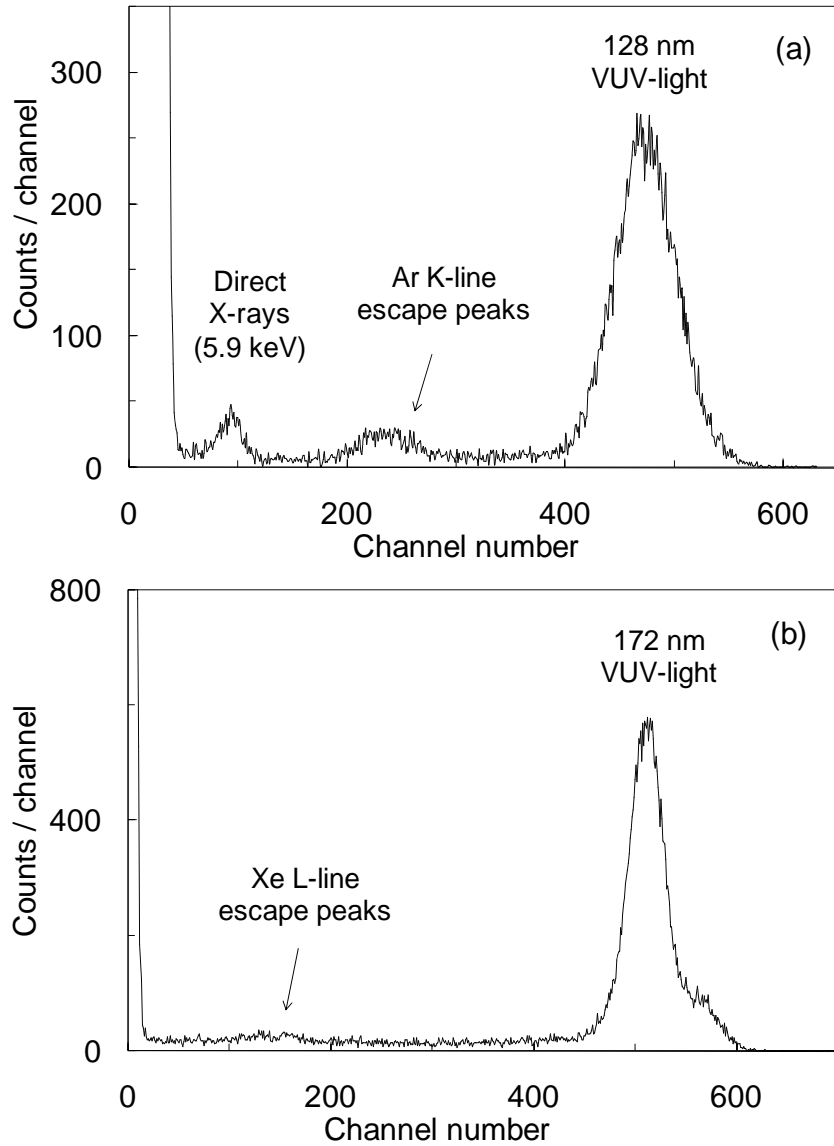 (a)
128 nm
VUV-light
Direct
X-rays
(5.9 keV)
Ar K-line
escape peaks
Counts / channel
300
200
100
0
0 200 400 600
Channel number
(b)
172 nm
VUV-light
Xe L-line
escape peaks
Counts / channel
800
400
0
0 200 400 600
Channel number